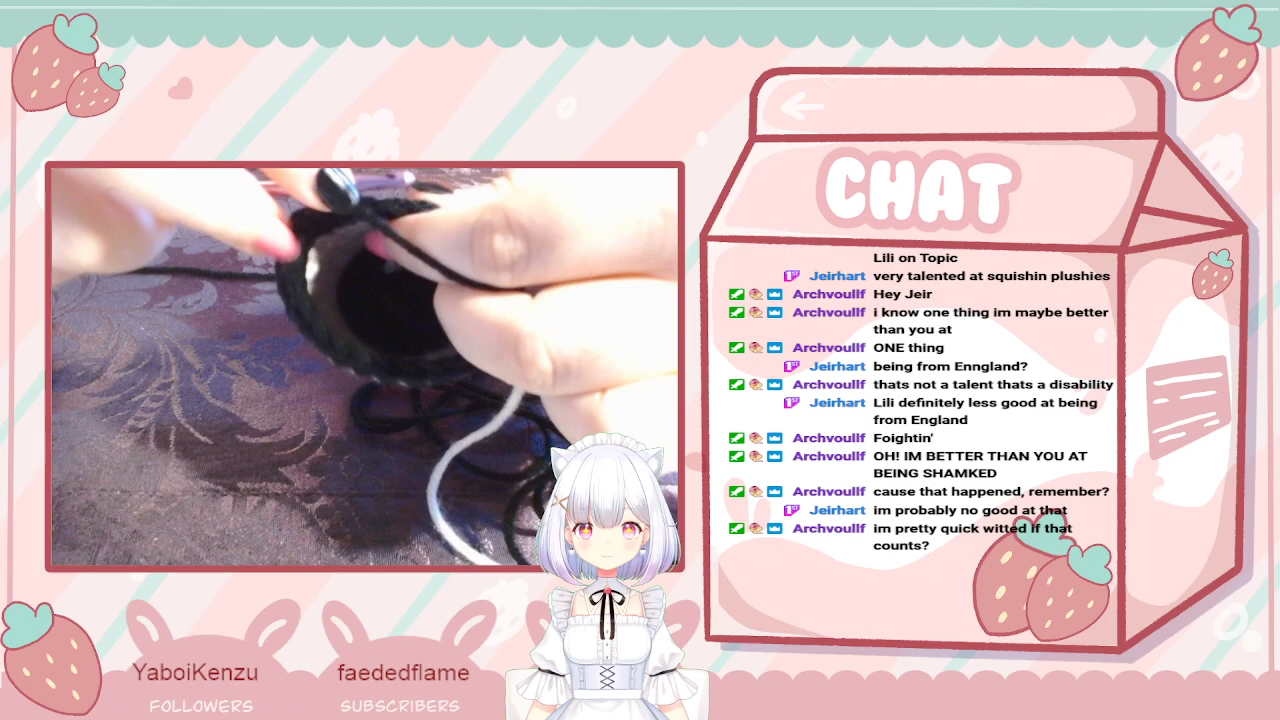 CHAT
Lili on Topic
Jeirhart very talented at squishin plushies
Archvoullf Hey Jeir
Archvoullf i know one thing im maybe better
than you at
Archvoullf ONE thing
Jeirhart being from Enngland?
Archvoullf thats not a talent thats a disability
Jeirhart Lili definitely less good at being
from England
Archvoullf Foightin'
Archvoullf OH! IM BETTER THAN YOU AT
BEING SHAMKED
Archvoullf cause that happened, remember?
Jeirhart im probably no good at that
Archvoullf im pretty quick witted if that
counts?
YaboiKenzu faededflame
FOLLOWERS SUBSCRIBERS